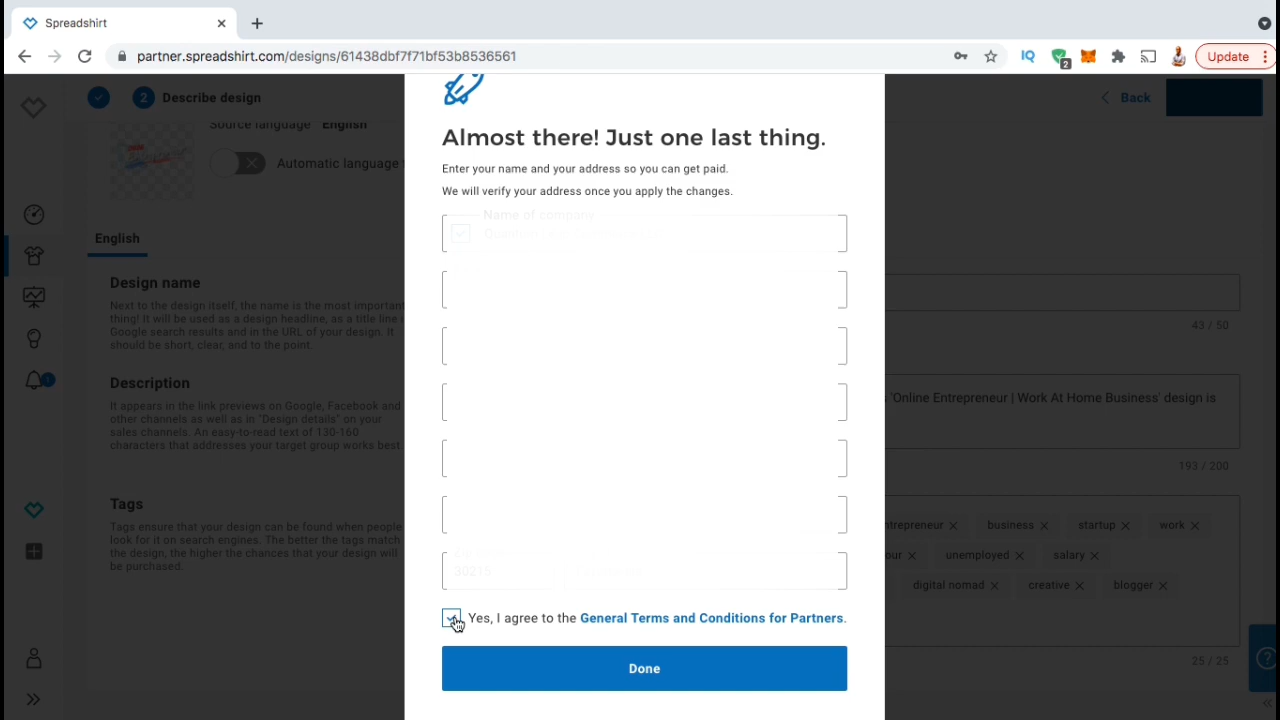 Spreadshirt
partner.spreadshirt.com/designs/61438dbf7f71bf53b8536561
IQ
2
Update
2 Describe design
Back
Source language English
Automatic language
English
Design name
Next to the design itself, the name is the most important
thing! It will be used as a design headline, as a title line
Google search results and in the URL of your design. It
should be short, clear, and to the point.
43 / 50
Description
It appears in the link previews on Google, Facebook and
other channels as well as in "Design details" on your
sales channels. An easy-to-read text of 130-160
characters that addresses your target group works best
'Online Entrepreneur | Work At Home Business' design is
193 / 200
Tags
Tags ensure that your design can be found when people
look for it on search engines. The better the tags match
the design, the higher the chances that your design will
be purchased.
business
startup
work
unemployed
salary
digital nomad
creative
blogger
25 / 25
1
Almost there! Just one last thing.
Enter your name and your address so you can get paid.
We will verify your address once you apply the changes.
Name of company
Yes, I agree to the General Terms and Conditions for Partners.
Done